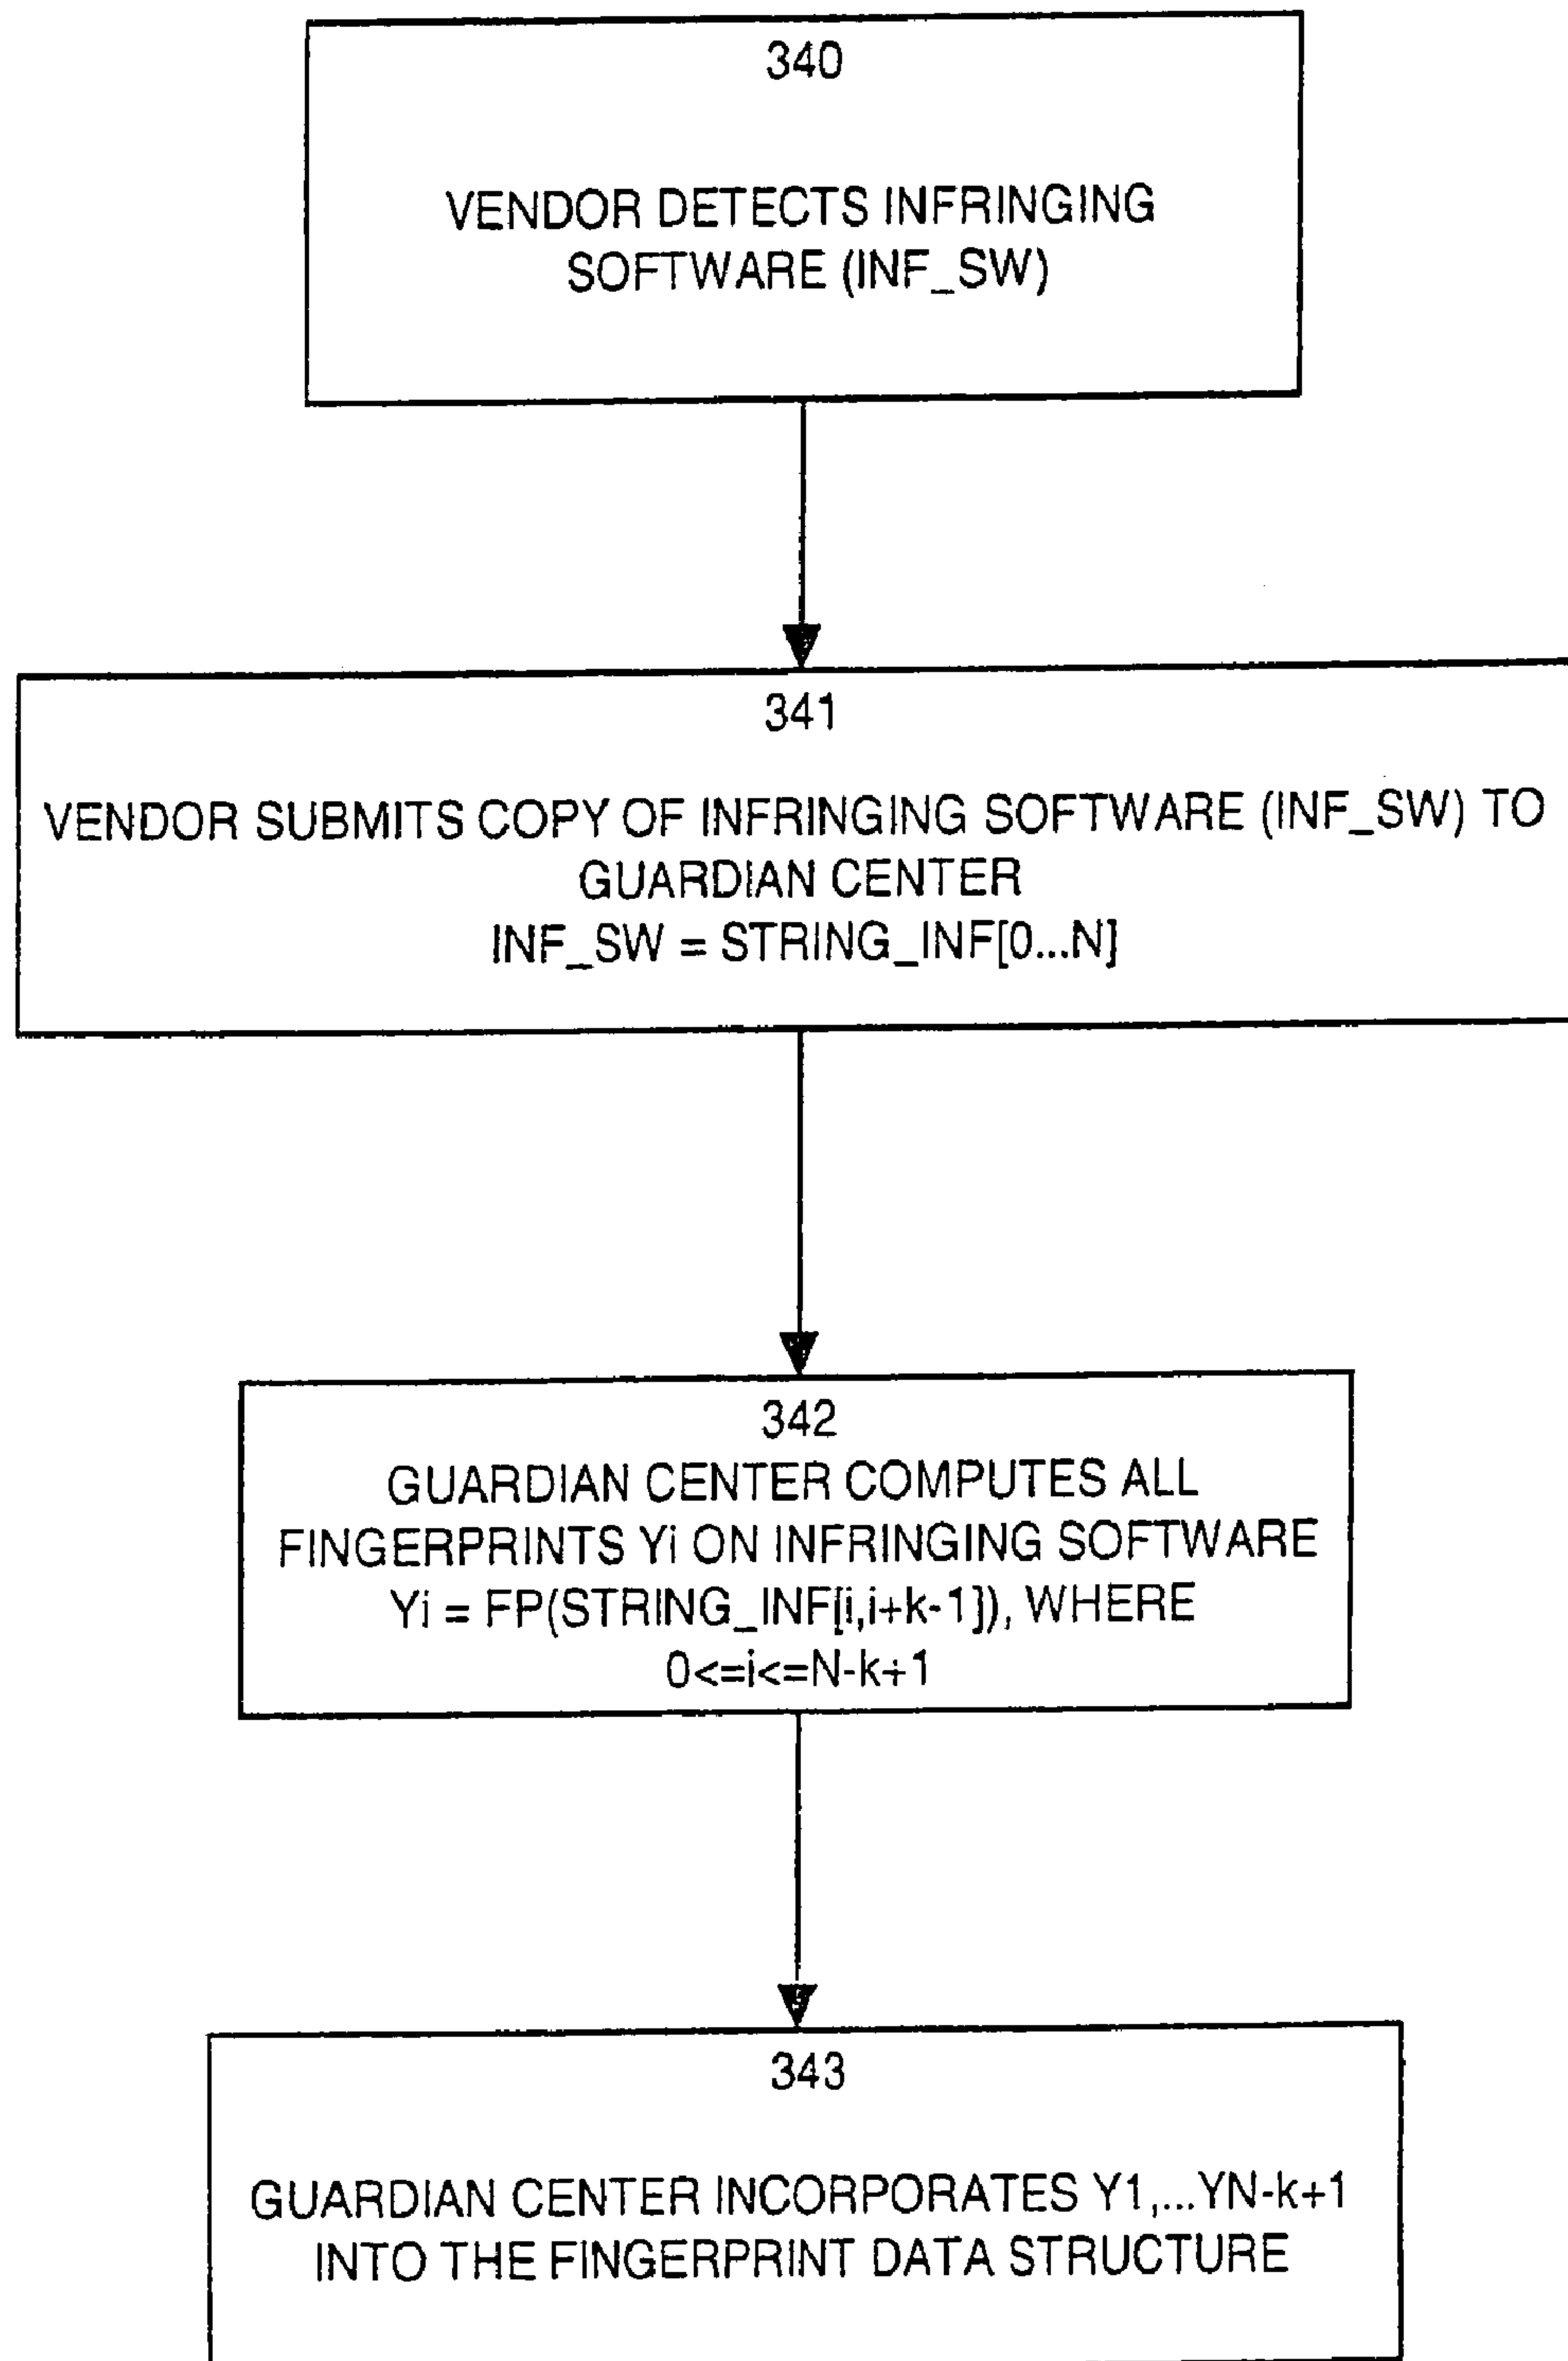 340
VENDOR DETECTS INFRINGING
SOFTWARE (INF_SW)
341
VENDOR SUBMITS COPY OF INFRINGING SOFTWARE (INF_SW) TO
GUARDIAN CENTER
INF_SW = STRING_INF[0...N]
342
GUARDIAN CENTER COMPUTES ALL
FINGERPRINTS Yi ON INFRINGING SOFTWARE
Yi = FP(STRING_INF[i,i+k-1]), WHERE
0<=i<=N-k+1
343
GUARDIAN CENTER INCORPORATES Y1,...YN-k+1
INTO THE FINGERPRINT DATA STRUCTURE